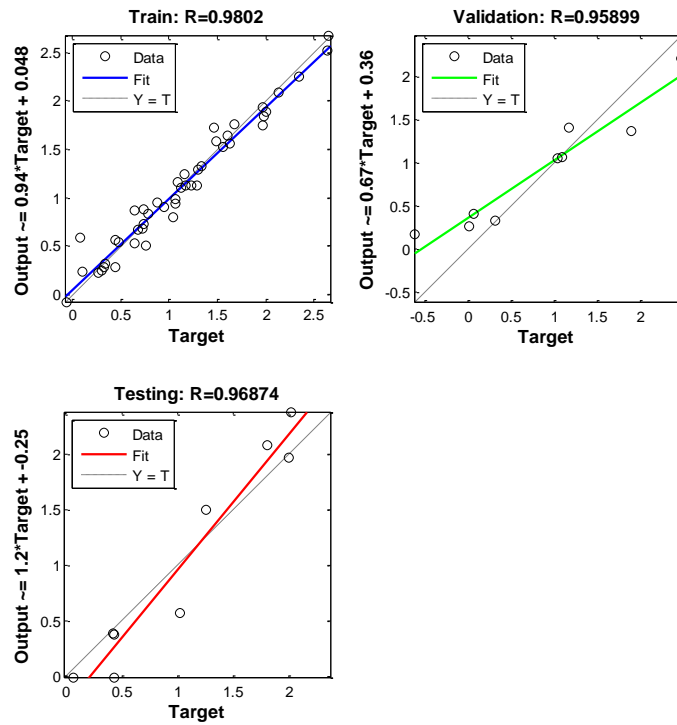 Train: R=0.9802
Output ~= 0.94*Target + 0.048
Data
Fit
Y = T
2.5
2
1.5
1
0.5
0
0 0.5 1 1.5 2 2.5
Target
Validation: R=0.95899
Output ~= 0.67*Target + 0.36
Data
Fit
Y = T
2
1.5
1
0.5
0
-0.5
-0.5 0 0.5 1 1.5 2
Target
Testing: R=0.96874
Output ~= 1.2*Target + -0.25
Data
Fit
Y = T
2
1.5
1
0.5
0
0 0.5 1 1.5 2
Target